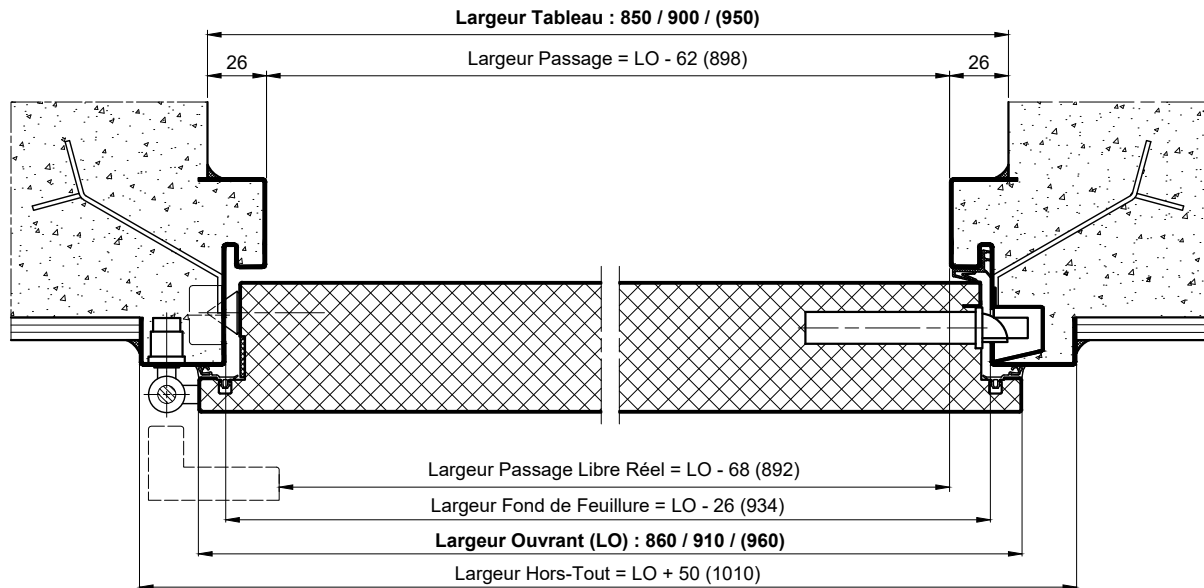 Largeur Tableau : 850 / 900 / (950)
26
Largeur Passage = LO - 62 (898)
26
Largeur Passage Libre Réel = LO - 68 (892)
Largeur Fond de Feuillure = LO - 26 (934)
Largeur Ouvrant (LO) : 860 / 910 / (960)
Largeur Hors-Tout = LO + 50 (1010)